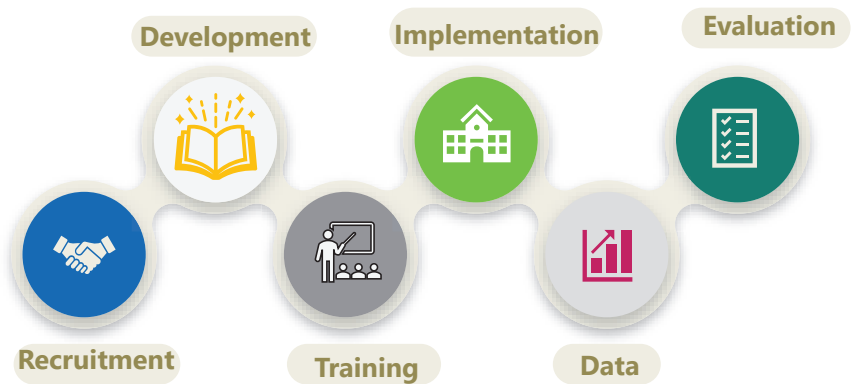 Development
Implementation
Evaluation
Recruitment
Training
Data